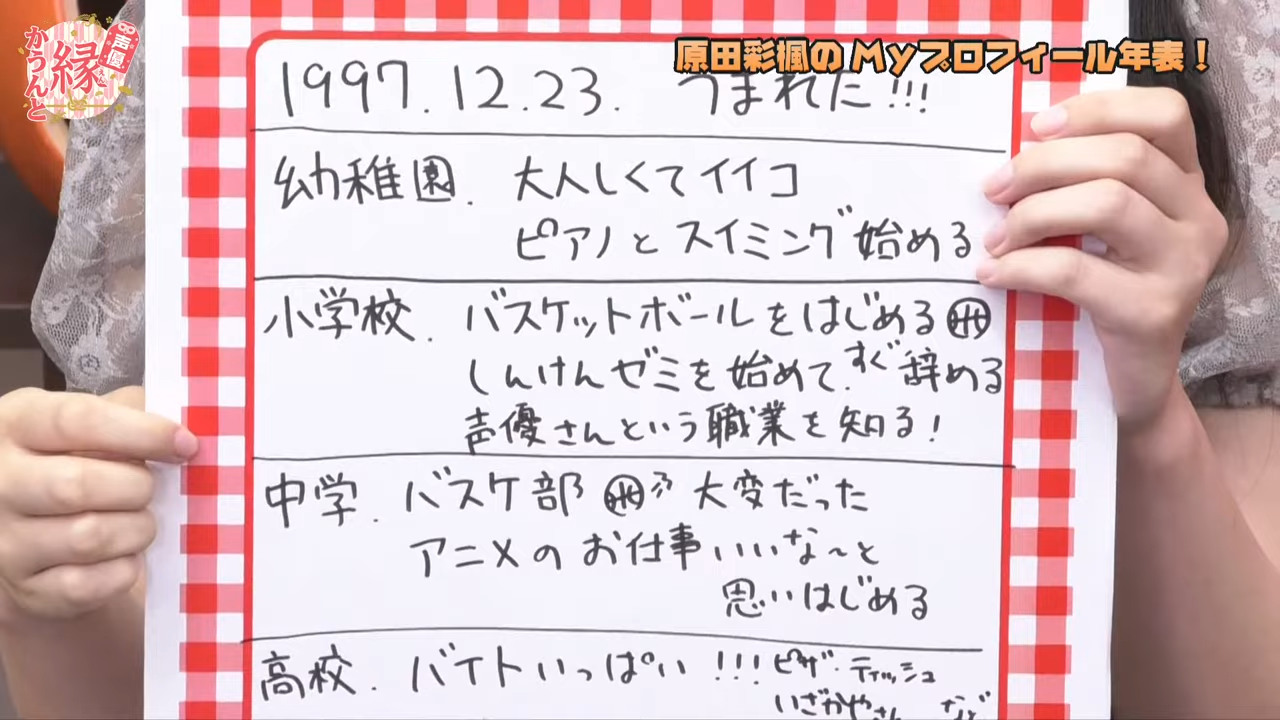 声優
縁
えん
かうんと
原田彩楓のMyプロフィール年表!
1997.12.23. うまれた!!!
幼稚園. 大人しくてイイコ
ピアノとスイミング始める
小学校. バスケットボールをはじめる
しんけんゼミを始めて.すぐ辞める
声優さんという職業を知る!
中学. バスケ部 大変だった
アニメのお仕事いいな〜と
思いはじめる
高校. バイトいっぱい!!!ピザ・ティッシュ
いざかやさん など